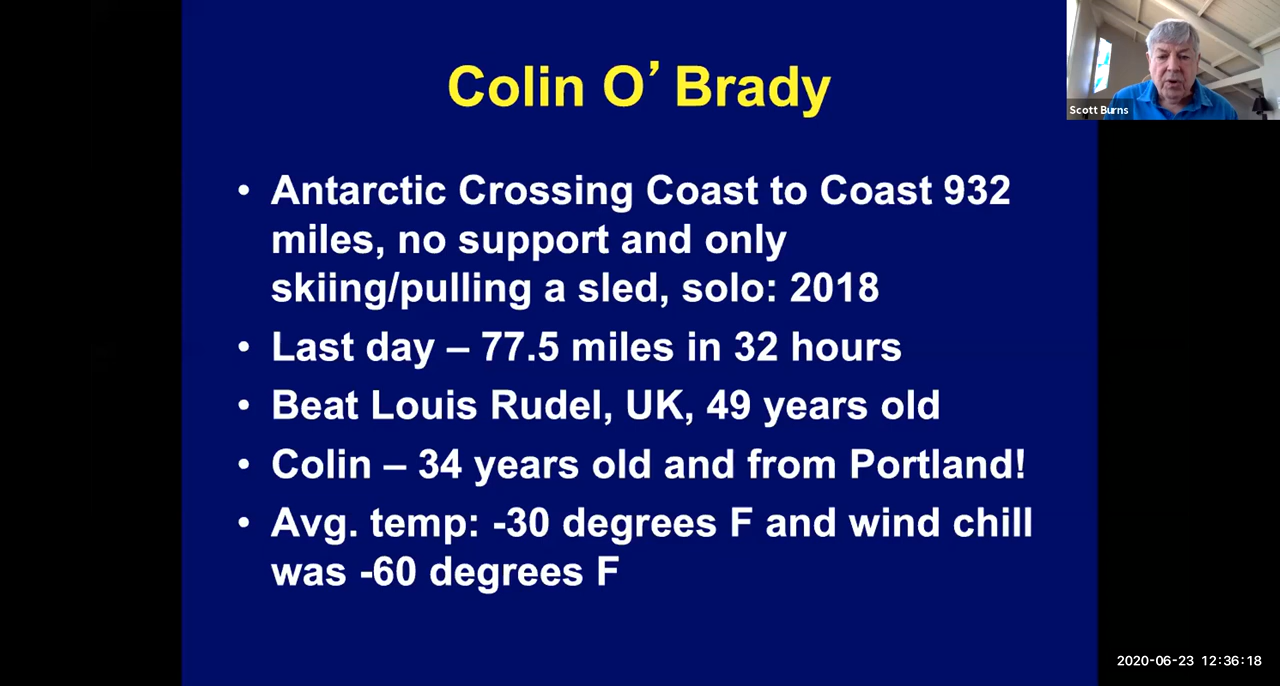 Colin O’ Brady
Scott Burns
• Antarctic Crossing Coast to Coast 932
miles, no support and only
skiing/pulling a sled, solo: 2018
• Last day – 77.5 miles in 32 hours
• Beat Louis Rudel, UK, 49 years old
• Colin – 34 years old and from Portland!
• Avg. temp: -30 degrees F and wind chill
was -60 degrees F
2020-06-23 12:36:18